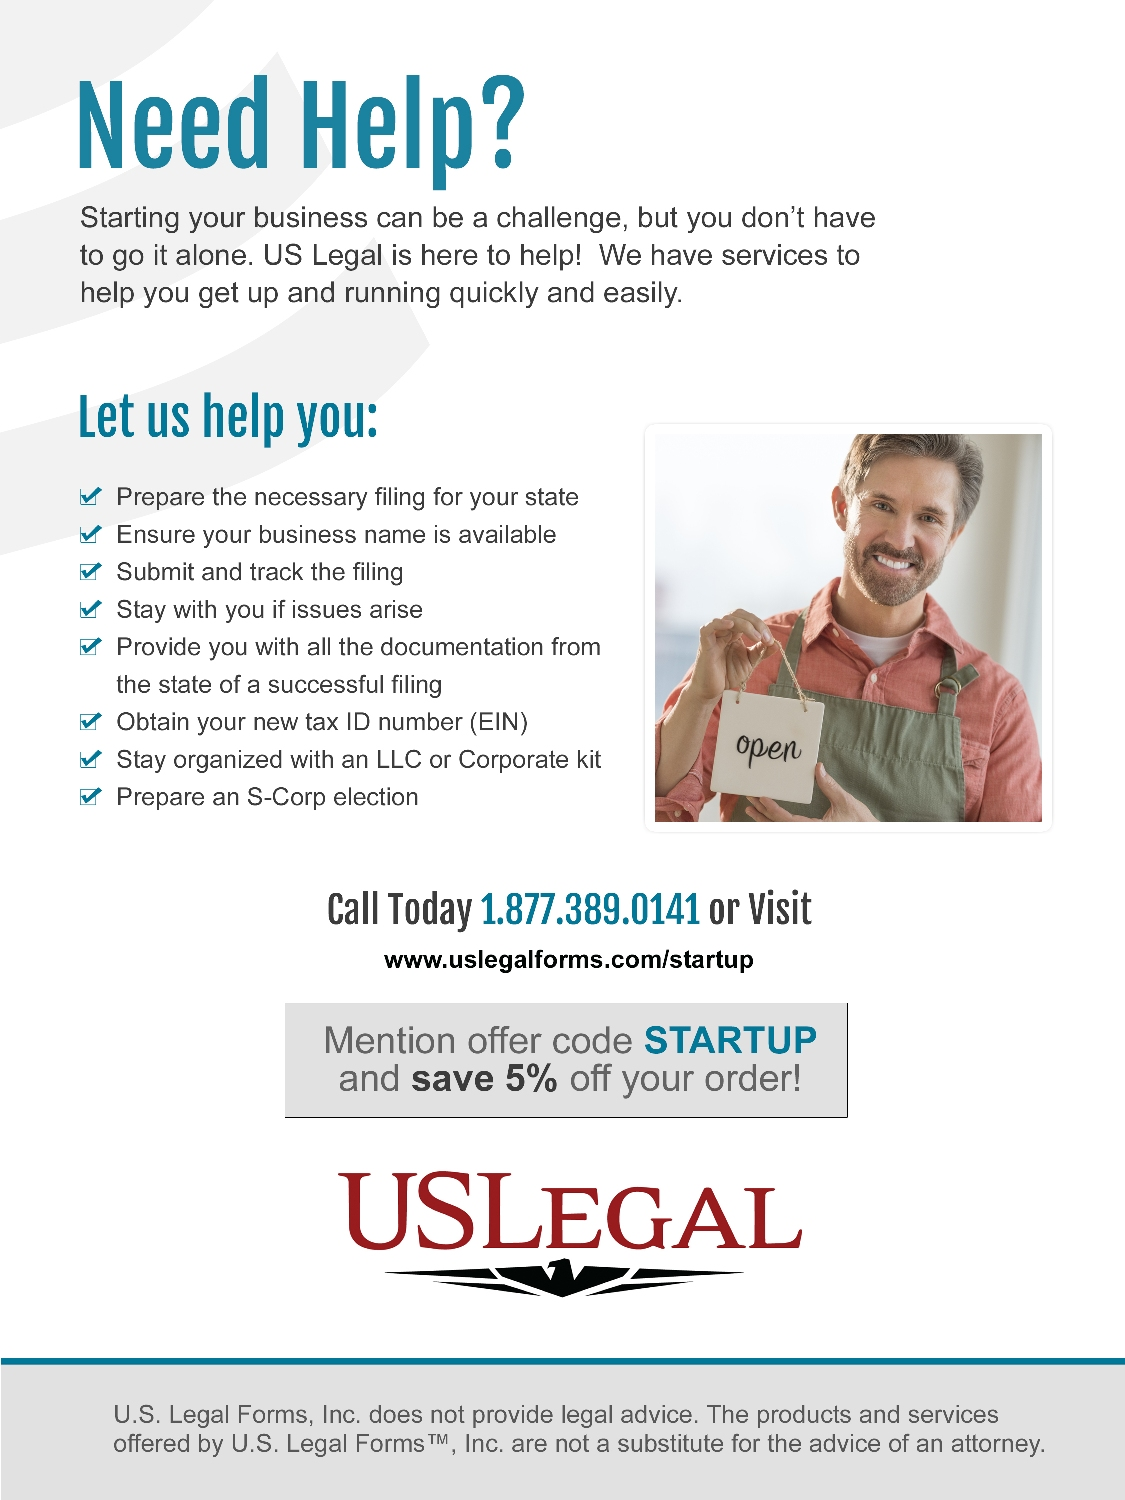 Need Help?
Starting your business can be a challenge, but you don’t have
to go it alone. US Legal is here to help!  We have services to
help you get up and running quickly and easily.
Let us help you:
Prepare the necessary filing for your state
Ensure your business name is available
Submit and track the filing
Stay with you if issues arise
Provide you with all the documentation from
the state of a successful filing
Obtain your new tax ID number (EIN)
Stay organized with an LLC or Corporate kit
Prepare an S-Corp election
open
Call Today 1.877.389.0141 or Visit
www.uslegalforms.com/startup
Mention offer code STARTUP
and save 5% off your order!
USLEGAL
U.S. Legal Forms, Inc. does not provide legal advice. The products and services
offered by U.S. Legal Forms™, Inc. are not a substitute for the advice of an attorney.